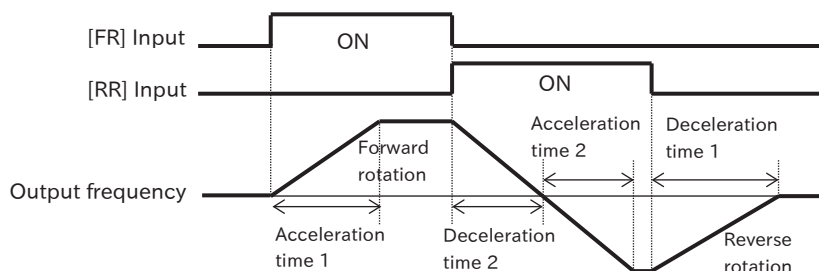 [FR] Input
ON
[RR] Input
ON
Acceleration
time 2
Deceleration
time 1
Forward
rotation
Output frequency
Acceleration
time 1
Deceleration
time 2
Reverse
rotation